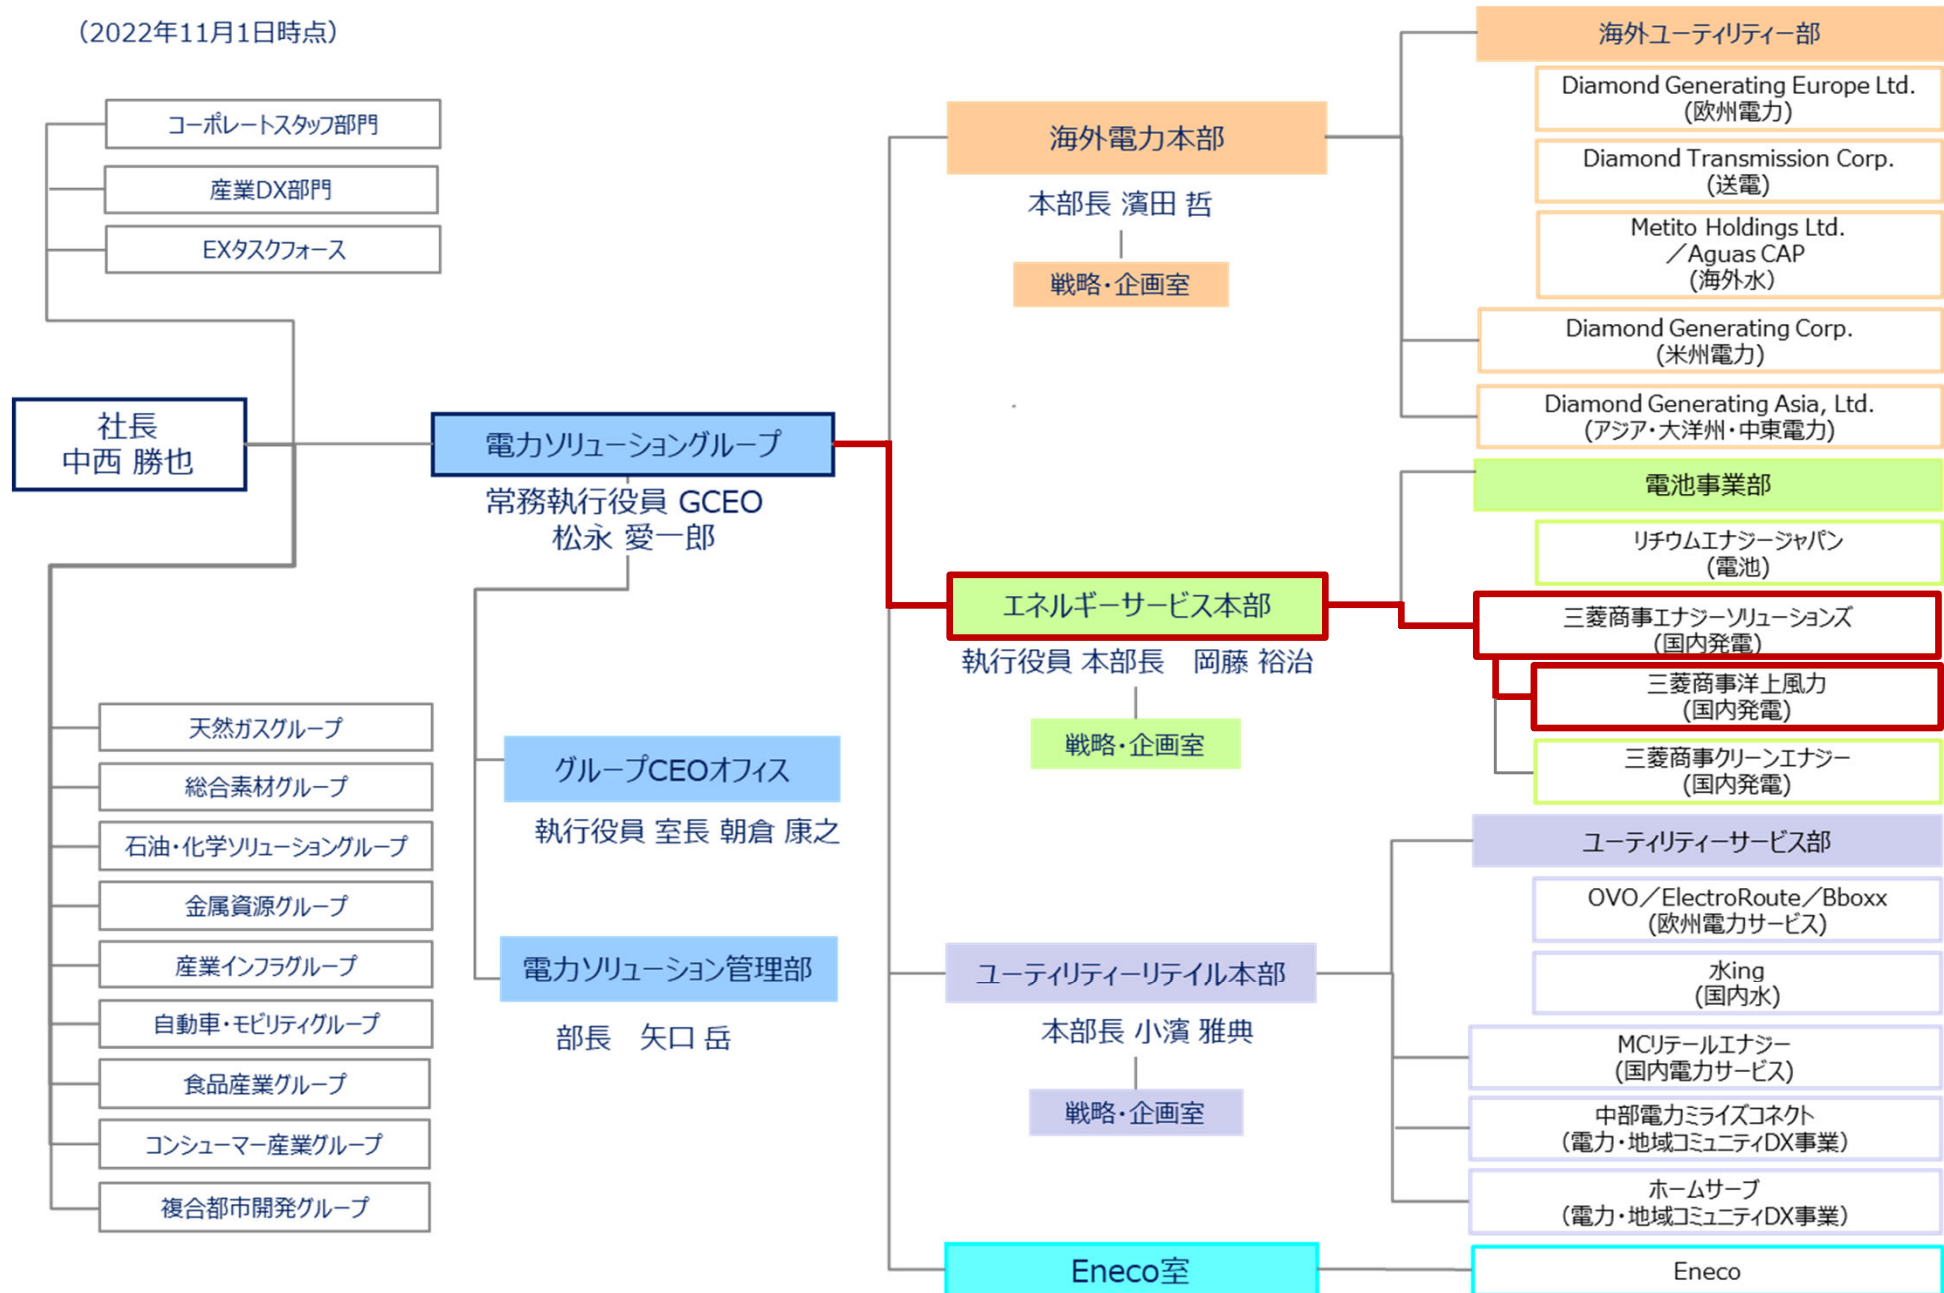 （2022年11月1日時点）
コーポレートスタッフ部門
産業DX部門
EXタスクフォース
社長
中西 勝也
天然ガスグループ
総合素材グループ
石油・化学ソリューショングループ
金属資源グループ
産業インフラグループ
自動車・モビリティグループ
食品産業グループ
コンシューマー産業グループ
複合都市開発グループ
電力ソリューショングループ
常務執行役員 GCEO
松永 愛一郎
グループCEOオフィス
執行役員 室長 朝倉 康之
電力ソリューション管理部
部長　矢口 岳
海外電力本部
本部長 濱田 哲
戦略・企画室
エネルギーサービス本部
執行役員 本部長　岡藤 裕治
戦略・企画室
ユーティリティーリテイル本部
本部長 小濱 雅典
戦略・企画室
Eneco室
海外ユーティリティー部
Diamond Generating Europe Ltd.
(欧州電力)
Diamond Transmission Corp.
(送電)
Metito Holdings Ltd.
／Aguas CAP
(海外水)
Diamond Generating Corp.
(米州電力)
Diamond Generating Asia, Ltd.
(アジア・大洋州・中東電力)
電池事業部
リチウムエナジージャパン
(電池)
三菱商事エナジーソリューションズ
(国内発電)
三菱商事洋上風力
(国内発電)
三菱商事クリーンエナジー
(国内発電)
ユーティリティーサービス部
OVO／ElectroRoute／Bboxx
(欧州電力サービス)
水ing
(国内水)
MCリテールエナジー
(国内電力サービス)
中部電力ミライズコネクト
(電力・地域コミュニティDX事業)
ホームサーブ
(電力・地域コミュニティDX事業)
Eneco